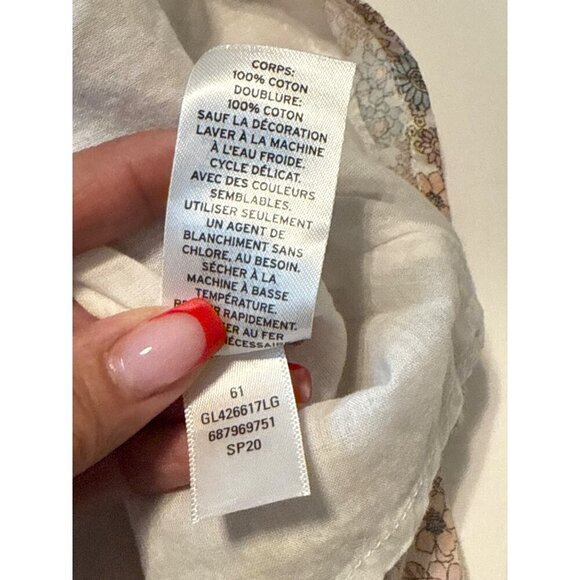 CORPS:
100% COTON
DOUBLURE:
100% COTON
SAUF LA DÉCORATION
LAVER À LA MACHINE
À L'EAU FROIDE.
CYCLE DÉLICAT.
AVEC DES COULEURS
SEMBLABLES.
UTILISER SEULEMENT
UN AGENT DE
BLANCHIMENT SANS
CHLORE, AU BESOIN.
SÉCHER À LA
MACHINE À BASSE
TEMPÉRATURE.
RAPIDEMENT.
AU FER
61
GL426617LG
687969751
SP20